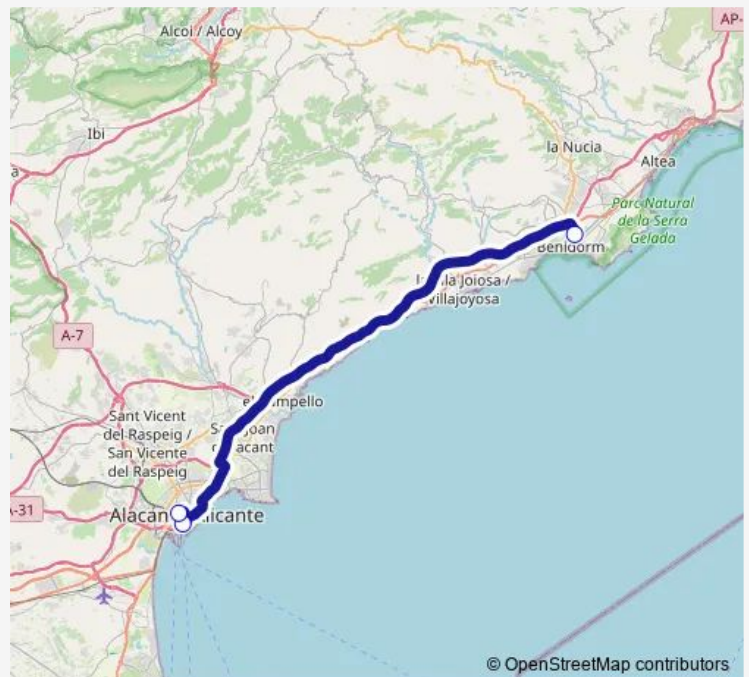 Alcoi / Alcoy
AP-
Ibi
la Nucia
Altea
Parc Natural
de la Serra
Gelada
Benidorm
la Vila Joiosa /
Villajoyosa
A-7
el Campello
Sant Vicent
del Raspeig /
San Vicente
del Raspeig
Sant Joan
d'Alacant
A-31
Alacant / Alicante
© OpenStreetMap contributors